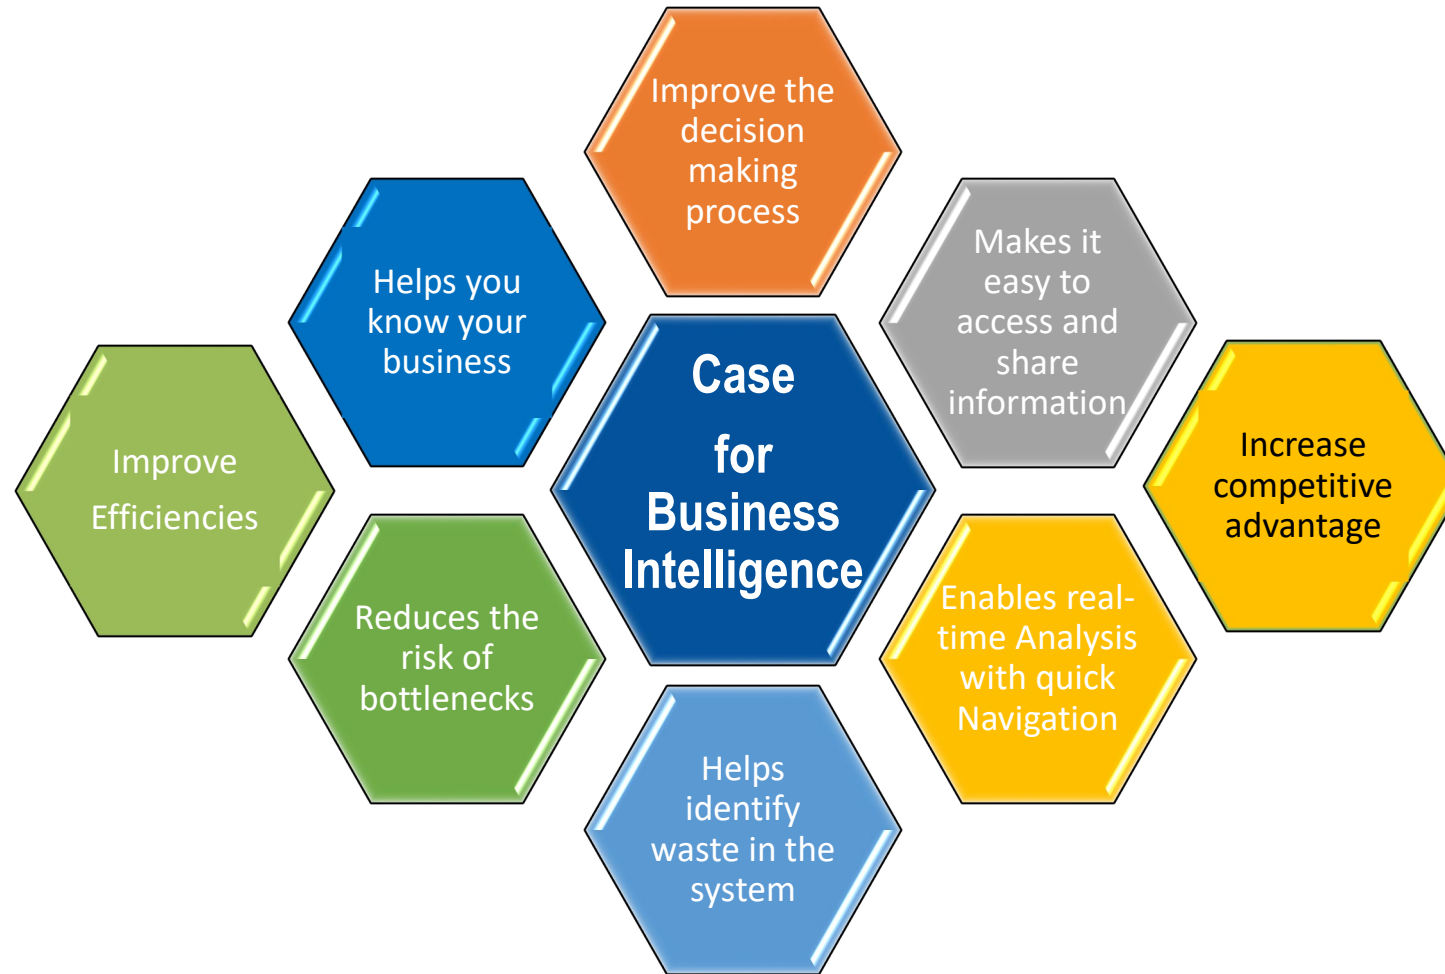 Improve the
decision
making
process
Helps you
know your
business
Makes it
easy to
access and
share
information
Case
for
Business
Intelligence
Improve
Efficiencies
Increase
competitive
advantage
Reduces the
risk of
bottlenecks
Enables real-
time Analysis
with quick
Navigation
Helps
identify
waste in the
system